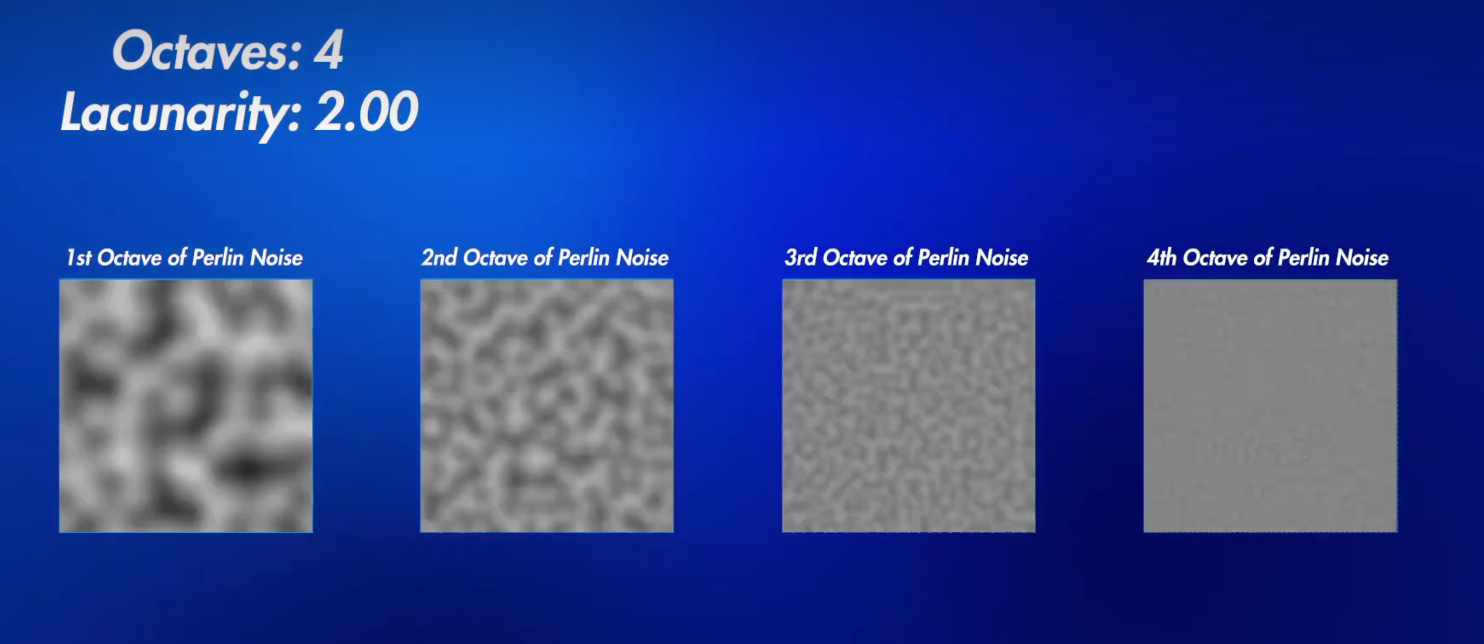 Octaves: 4
Lacunarity: 2.00
1st Octave of Perlin Noise
2nd Octave of Perlin Noise
3rd Octave of Perlin Noise
4th Octave of Perlin Noise